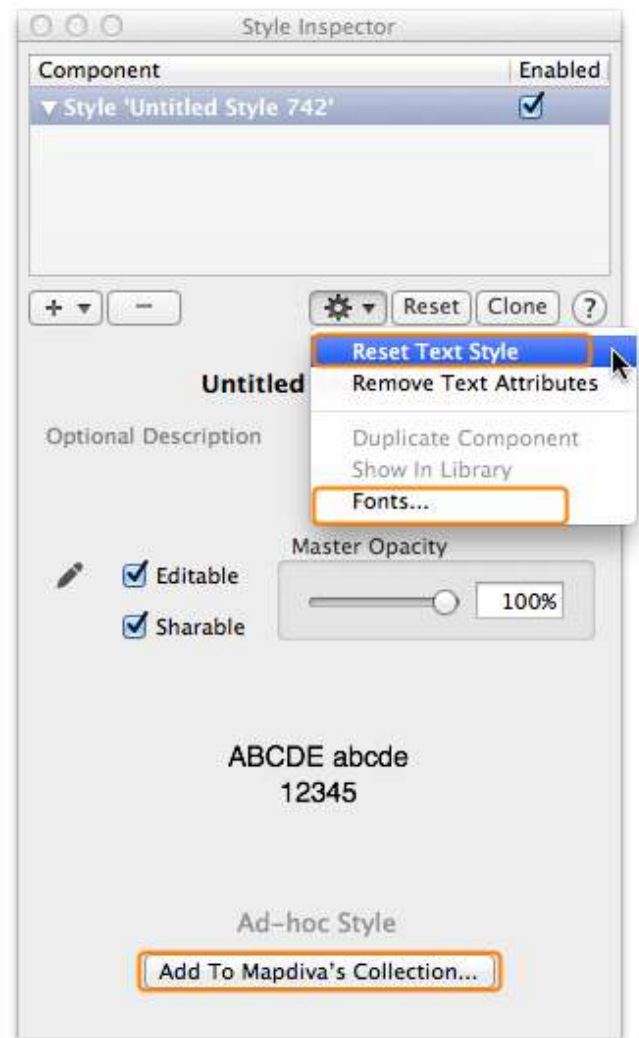 Style Inspector
Component Enabled
▼ Style 'Untitled Style 742'
+ ▼ − ▼ Reset Clone ?
Reset Text Style
Untitled Remove Text Attributes
Optional Description Duplicate Component
Show In Library
Fonts...
Master Opacity
Editable
100%
Sharable
ABCDE abcde
12345
Ad-hoc Style
Add To Mapdiva's Collection...